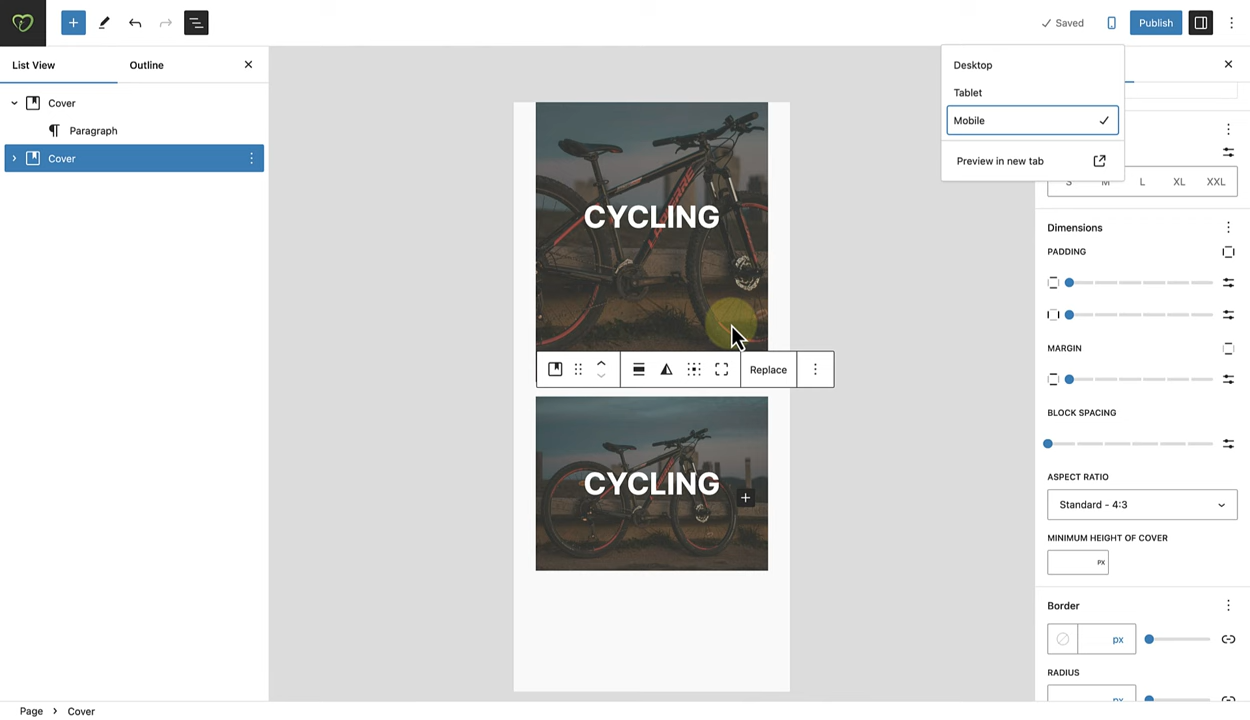 Saved
Publish
List View
Outline
Cover
Paragraph
Cover
Desktop
Tablet
Mobile
Preview in new tab
S M L XL XXL
CYCLING
Replace
CYCLING
Dimensions
PADDING
MARGIN
BLOCK SPACING
ASPECT RATIO
Standard - 4:3
MINIMUM HEIGHT OF COVER
PX
Border
px
RADIUS
px
Page
Cover